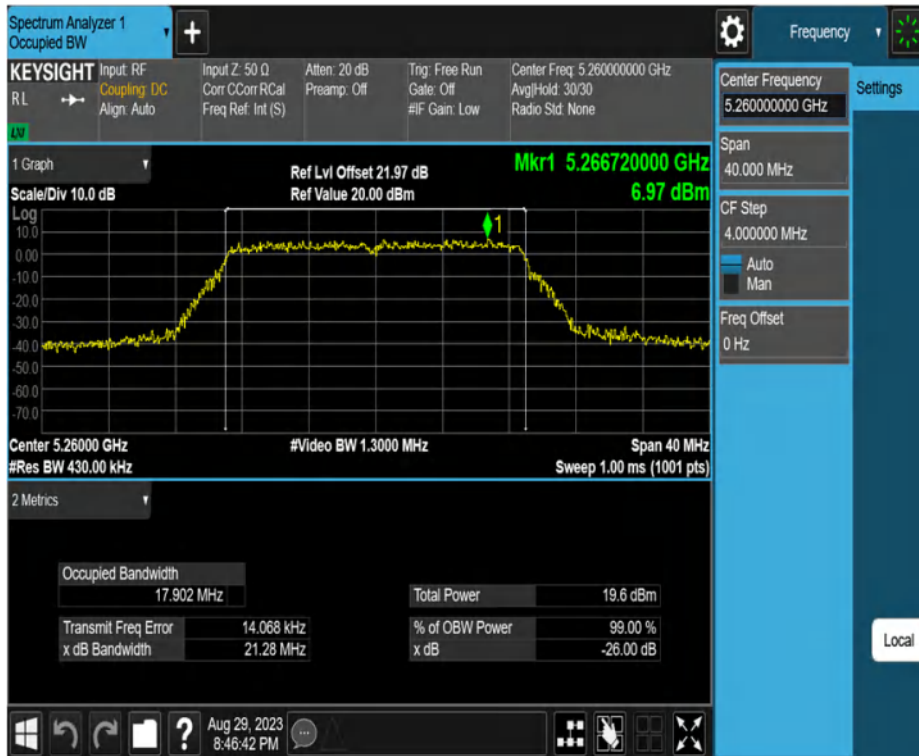 Spectrum Analyzer 1
Occupied BW
+
Frequency
KEYSIGHT
RL
LXI
Input: RF
Coupling: DC
Align: Auto
Input Z: 50 Ω
Corr CCorr RCal
Freq Ref: Int (S)
Atten: 20 dB
Preamp: Off
Trig: Free Run
Gate: Off
#IF Gain: Low
Center Freq: 5.260000000 GHz
Avg|Hold: 30/30
Radio Std: None
Center Frequency
5.260000000 GHz
Settings
Span
40.000 MHz
CF Step
4.000000 MHz
Auto
Man
Freq Offset
0 Hz
1 Graph
Scale/Div 10.0 dB
Ref Lvl Offset 21.97 dB
Ref Value 20.00 dBm
Mkr1 5.266720000 GHz
6.97 dBm
Log
10.0
0.00
-10.0
-20.0
-30.0
-40.0
-50.0
-60.0
-70.0
1
Center 5.26000 GHz
#Video BW 1.3000 MHz
Span 40 MHz
#Res BW 430.00 kHz
Sweep 1.00 ms (1001 pts)
2 Metrics
Occupied Bandwidth
17.902 MHz
Total Power 19.6 dBm
Transmit Freq Error 14.068 kHz
% of OBW Power 99.00 %
x dB Bandwidth 21.28 MHz
x dB -26.00 dB
Local
?
Aug 29, 2023
8:46:42 PM